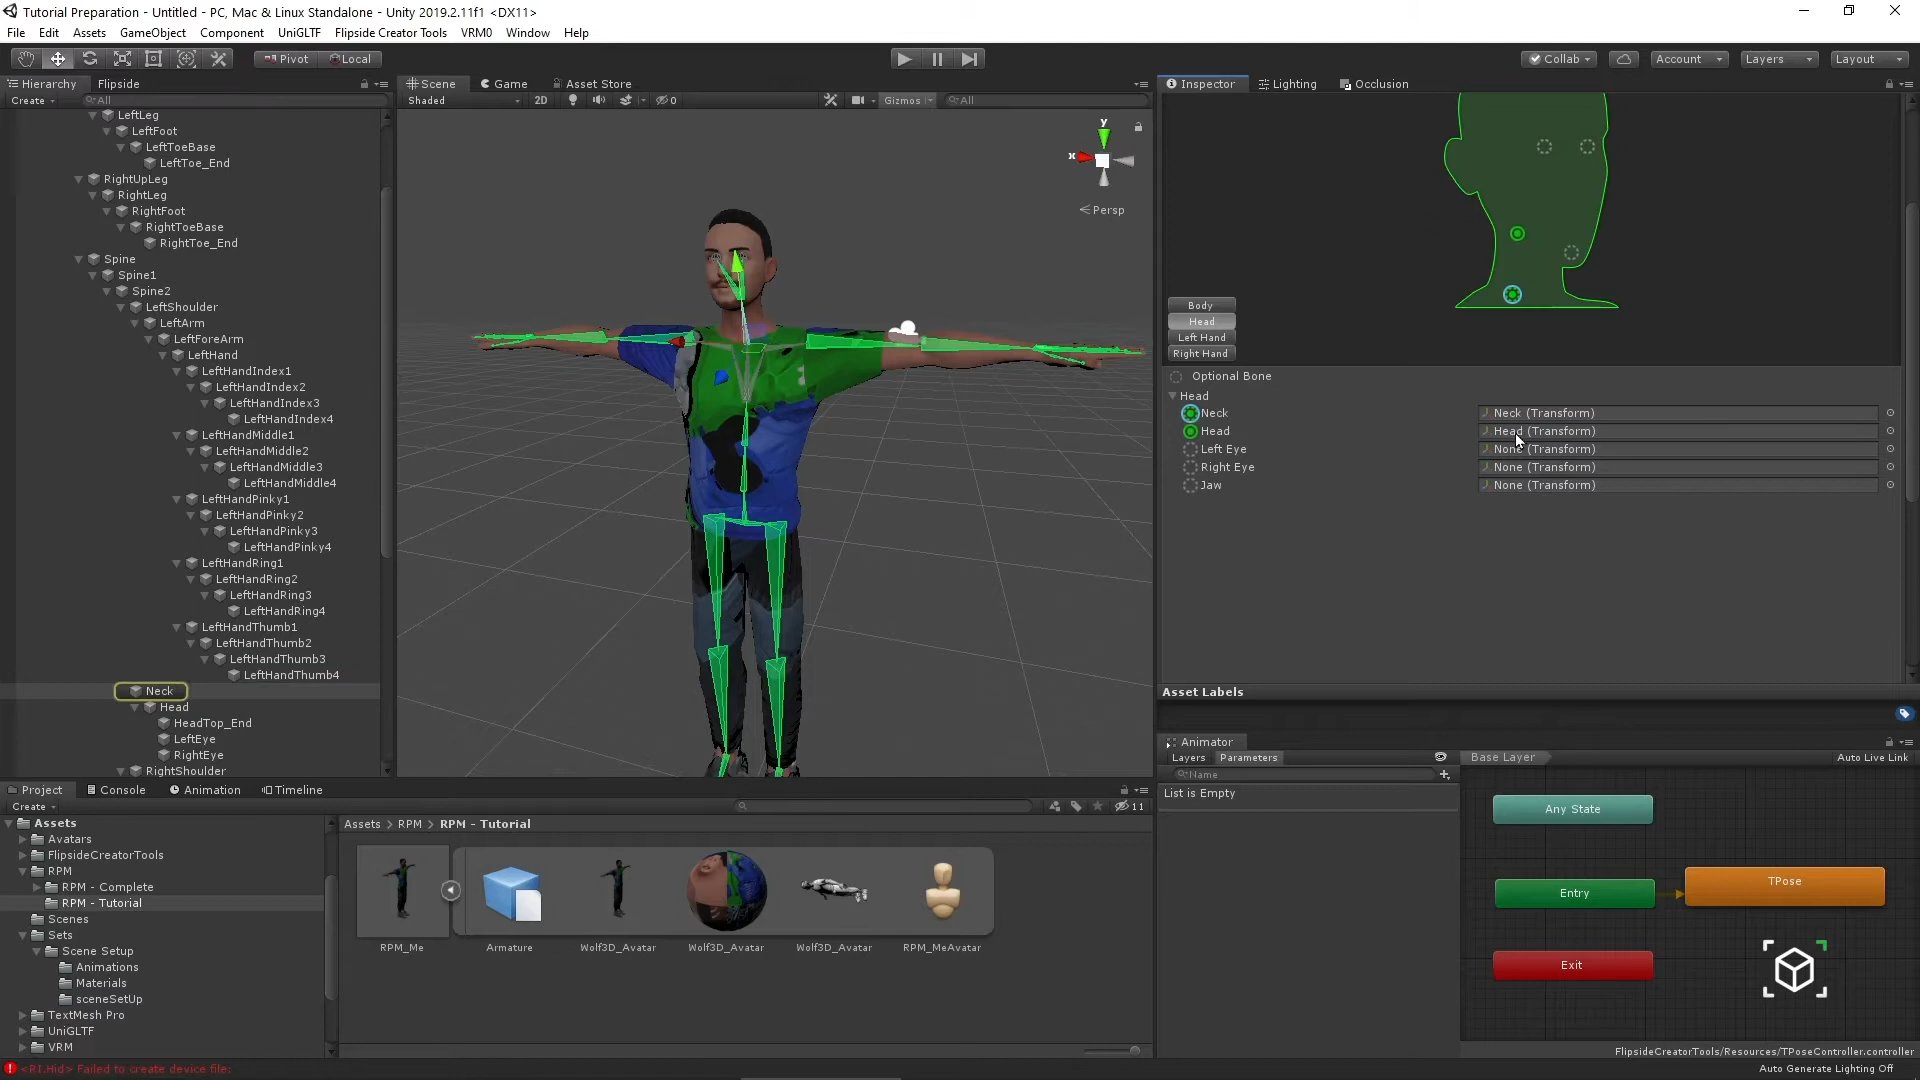 Tutorial Preparation - Untitled - PC, Mac & Linux Standalone - Unity 2019.2.11f1 <DX11>
File Edit Assets GameObject Component UniGLTF Flipside Creator Tools VRM0 Window Help
Pivot Local Collab Account Layers Layout
Hierarchy Flipside
Create All
LeftLeg
LeftFoot
LeftToeBase
LeftToe_End
RightUpLeg
RightLeg
RightFoot
RightToeBase
RightToe_End
Spine
Spine1
Spine2
LeftShoulder
LeftArm
LeftForeArm
LeftHand
LeftHandIndex1
LeftHandIndex2
LeftHandIndex3
LeftHandIndex4
LeftHandMiddle1
LeftHandMiddle2
LeftHandMiddle3
LeftHandMiddle4
LeftHandPinky1
LeftHandPinky2
LeftHandPinky3
LeftHandPinky4
LeftHandRing1
LeftHandRing2
LeftHandRing3
LeftHandRing4
LeftHandThumb1
LeftHandThumb2
LeftHandThumb3
LeftHandThumb4
Neck
Head
HeadTop_End
LeftEye
RightEye
RightShoulder
Scene Game Asset Store
Shaded 2D 0 Gizmos All
y
x
Persp
Inspector Lighting Occlusion
Body
Head
Left Hand
Right Hand
Optional Bone
Head
Neck Neck (Transform)
Head Head (Transform)
Left Eye None (Transform)
Right Eye None (Transform)
Jaw None (Transform)
Asset Labels
Project Console Animation Timeline
Create 11
Assets
Avatars
FlipsideCreatorTools
RPM
RPM - Complete
RPM - Tutorial
Scenes
Sets
Scene Setup
Animations
Materials
sceneSetUp
TextMesh Pro
UniGLTF
VRM
Assets > RPM > RPM - Tutorial
RPM_Me Armature Wolf3D_Avatar Wolf3D_Avatar Wolf3D_Avatar RPM_MeAvatar
Animator
Layers Parameters Base Layer Auto Live Link
Name
List is Empty
Any State
Entry
TPose
Exit
FlipsideCreatorTools/Resources/TPoseController.controller
<RI.Hid> Failed to create device file:
Auto Generate Lighting Off